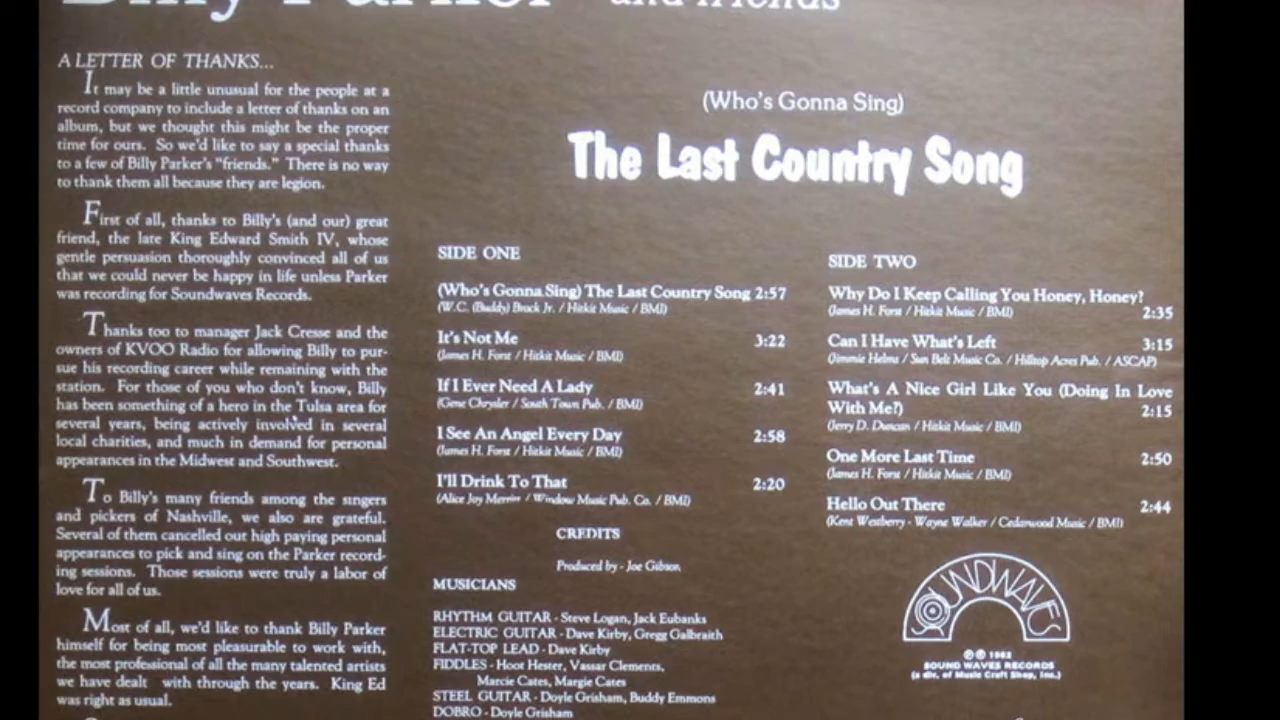 Billy Parker and friends
A LETTER OF THANKS...
It may be a little unusual for the people at a
record company to include a letter of thanks on an
album, but we thought this might be the proper
time for ours. So we'd like to say a special thanks
to a few of Billy Parker's "friends." There is no way
to thank them all because they are legion.
First of all, thanks to Billy's (and our) great
friend, the late King Edward Smith IV, whose
gentle persuasion thoroughly convinced all of us
that we could never be happy in life unless Parker
was recording for Soundwaves Records.
Thanks too to manager Jack Cresse and the
owners of KVOO Radio for allowing Billy to pur-
sue his recording career while remaining with the
station. For those of you who don't know, Billy
has been something of a hero in the Tulsa area for
several years, being actively involved in several
local charities, and much in demand for personal
appearances in the Midwest and Southwest.
To Billy's many friends among the singers
and pickers of Nashville, we also are grateful.
Several of them cancelled out high paying personal
appearances to pick and sing on the Parker record-
ing sessions. Those sessions were truly a labor of
love for all of us.
Most of all, we'd like to thank Billy Parker
himself for being most pleasurable to work with,
the most professional of all the many talented artists
we have dealt with through the years. King Ed
was right as usual.
(Who's Gonna Sing)
The Last Country Song
SIDE ONE
(Who's Gonna Sing) The Last Country Song 2:57
(W.C. (Buddy) Brock Jr. / Hitkit Music / BMI)
It's Not Me 3:22
(James H. Forst / Hitkit Music / BMI)
If I Ever Need A Lady 2:41
(Gene Chrysler / South Town Pub. / BMI)
I See An Angel Every Day 2:58
(James H. Forst / Hitkit Music / BMI)
I'll Drink To That 2:20
(Alice Joy Merritt / Window Music Pub. Co. / BMI)
SIDE TWO
Why Do I Keep Calling You Honey, Honey?
(James H. Forst / Hitkit Music / BMI) 2:35
Can I Have What's Left 3:15
(Jimmie Helms / Sun Belt Music Co. / Hilltop Acres Pub. / ASCAP)
What's A Nice Girl Like You (Doing In Love
With Me?) 2:15
(Jerry D. Duncan / Hitkit Music / BMI)
One More Last Time 2:50
(James H. Forst / Hitkit Music / BMI)
Hello Out There 2:44
(Kent Westberry - Wayne Walker / Cedarwood Music / BMI)
CREDITS
Produced by - Joe Gibson
MUSICIANS
RHYTHM GUITAR - Steve Logan, Jack Eubanks
ELECTRIC GUITAR - Dave Kirby, Gregg Galbraith
FLAT-TOP LEAD - Dave Kirby
FIDDLES - Hoot Hester, Vassar Clements,
Marcie Cates, Margie Cates
STEEL GUITAR - Doyle Grisham, Buddy Emmons
DOBRO - Doyle Grisham
SOUNDWAVES
℗ © 1982
SOUND WAVES RECORDS
(a div. of Music Craft Shop, Inc.)